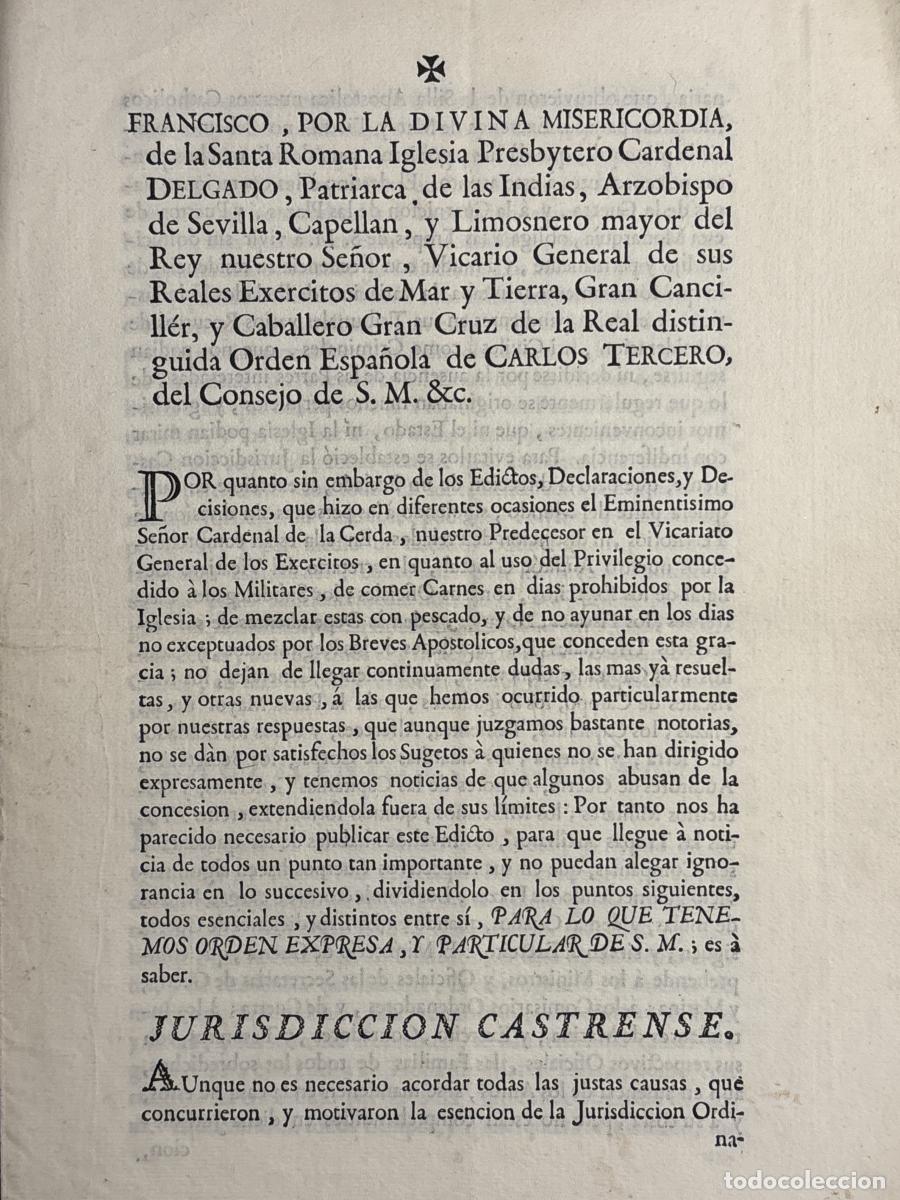 ✠
FRANCISCO , POR LA DIVINA MISERICORDIA,
de la Santa Romana Iglesia Presbytero Cardenal
DELGADO , Patriarca de las Indias, Arzobispo
de Sevilla , Capellan , y Limosnero mayor del
Rey nuestro Señor , Vicario General de sus
Reales Exercitos de Mar y Tierra, Gran Canci-
llér, y Caballero Gran Cruz de la Real distin-
guida Orden Española de CARLOS TERCERO,
del Consejo de S. M. &c.
POR quanto sin embargo de los Edictos, Declaraciones, y De-
cisiones, que hizo en diferentes ocasiones el Eminentisimo
Señor Cardenal de la Cerda , nuestro Predecesor en el Vicariato
General de los Exercitos , en quanto al uso del Privilegio conce-
dido à los Militares , de comer Carnes en dias prohibidos por la
Iglesia ; de mezclar estas con pescado, y de no ayunar en los dias
no exceptuados por los Breves Apostolicos, que conceden esta gra-
cia ; no dejan de llegar continuamente dudas, las mas yà resuel-
tas, y otras nuevas , á las que hemos ocurrido particularmente
por nuestras respuestas , que aunque juzgamos bastante notorias,
no se dàn por satisfechos los Sugetos à quienes no se han dirigido
expresamente , y tenemos noticias de que algunos abusan de la
concesion , extendiendola fuera de sus límites : Por tanto nos ha
parecido necesario publicar este Edicto , para que llegue à noti-
cia de todos un punto tan importante , y no puedan alegar igno-
rancia en lo succesivo , dividiendolo en los puntos siguientes,
todos esenciales , y distintos entre sí , PARA LO QUE TENE-
MOS ORDEN EXPRESA , Y PARTICULAR DE S. M. ; es à
saber.
JURISDICCION CASTRENSE.
AUnque no es necesario acordar todas las justas causas , que
concurrieron , y motivaron la esencion de la Jurisdiccion Ordi-
na-
todocoleccion